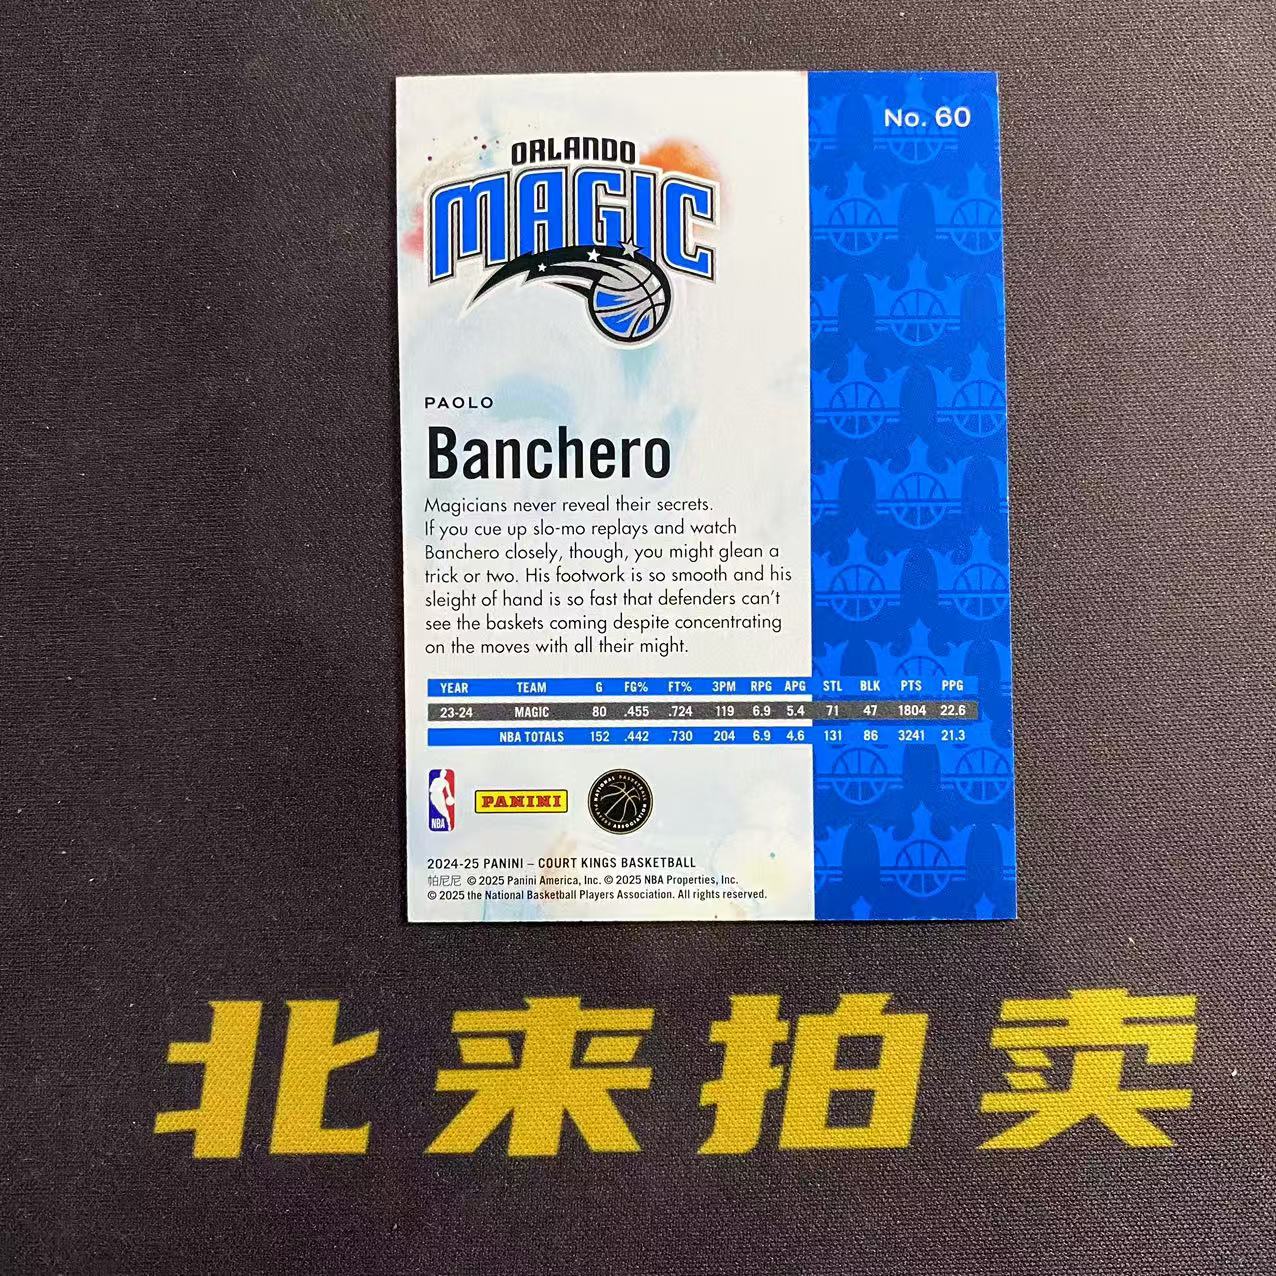 No. 60
ORLANDO
MAGIC
PAOLO
Banchero
Magicians never reveal their secrets.
If you cue up slo-mo replays and watch
Banchero closely, though, you might glean a
trick or two. His footwork is so smooth and his
sleight of hand is so fast that defenders can't
see the baskets coming despite concentrating
on the moves with all their might.
YEAR TEAM G FG% FT% 3PM RPG APG STL BLK PTS PPG
23-24 MAGIC 80 .455 .724 119 6.9 5.4 71 47 1804 22.6
NBA TOTALS 152 .442 .730 204 6.9 4.6 131 86 3241 21.3
NBA
PANINI
NATIONAL BASKETBALL PLAYERS ASSOCIATION
2024-25 PANINI – COURT KINGS BASKETBALL
帕尼尼 © 2025 Panini America, Inc. © 2025 NBA Properties, Inc.
© 2025 the National Basketball Players Association. All rights reserved.
北来拍卖